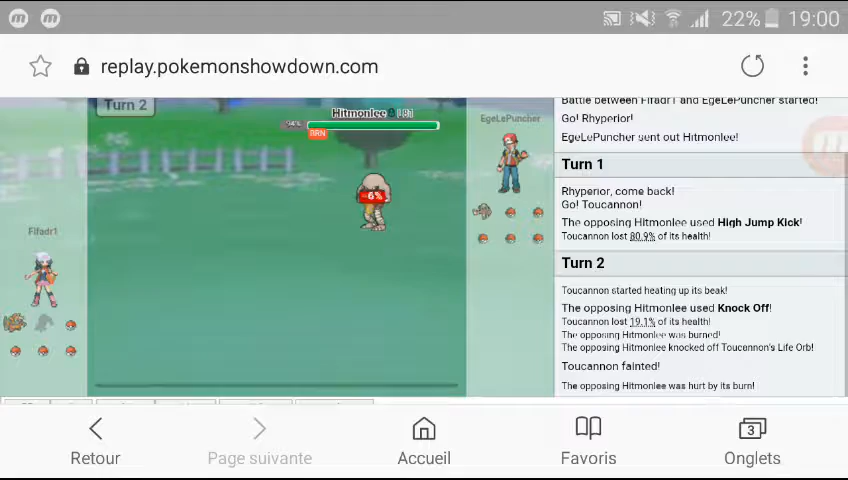 22% 19:00
replay.pokemonshowdown.com
Turn 2
Hitmonlee L81
94%
BRN
-6%
EgeLePuncher
Fifadr1
Battle between Fifadr1 and EgeLePuncher started!
Go! Rhyperior!
EgeLePuncher sent out Hitmonlee!
Turn 1
Rhyperior, come back!
Go! Toucannon!
The opposing Hitmonlee used High Jump Kick!
Toucannon lost 80.9% of its health!
Turn 2
Toucannon started heating up its beak!
The opposing Hitmonlee used Knock Off!
Toucannon lost 19.1% of its health!
The opposing Hitmonlee was burned!
The opposing Hitmonlee knocked off Toucannon's Life Orb!
Toucannon fainted!
The opposing Hitmonlee was hurt by its burn!
3
Retour Page suivante Accueil Favoris Onglets